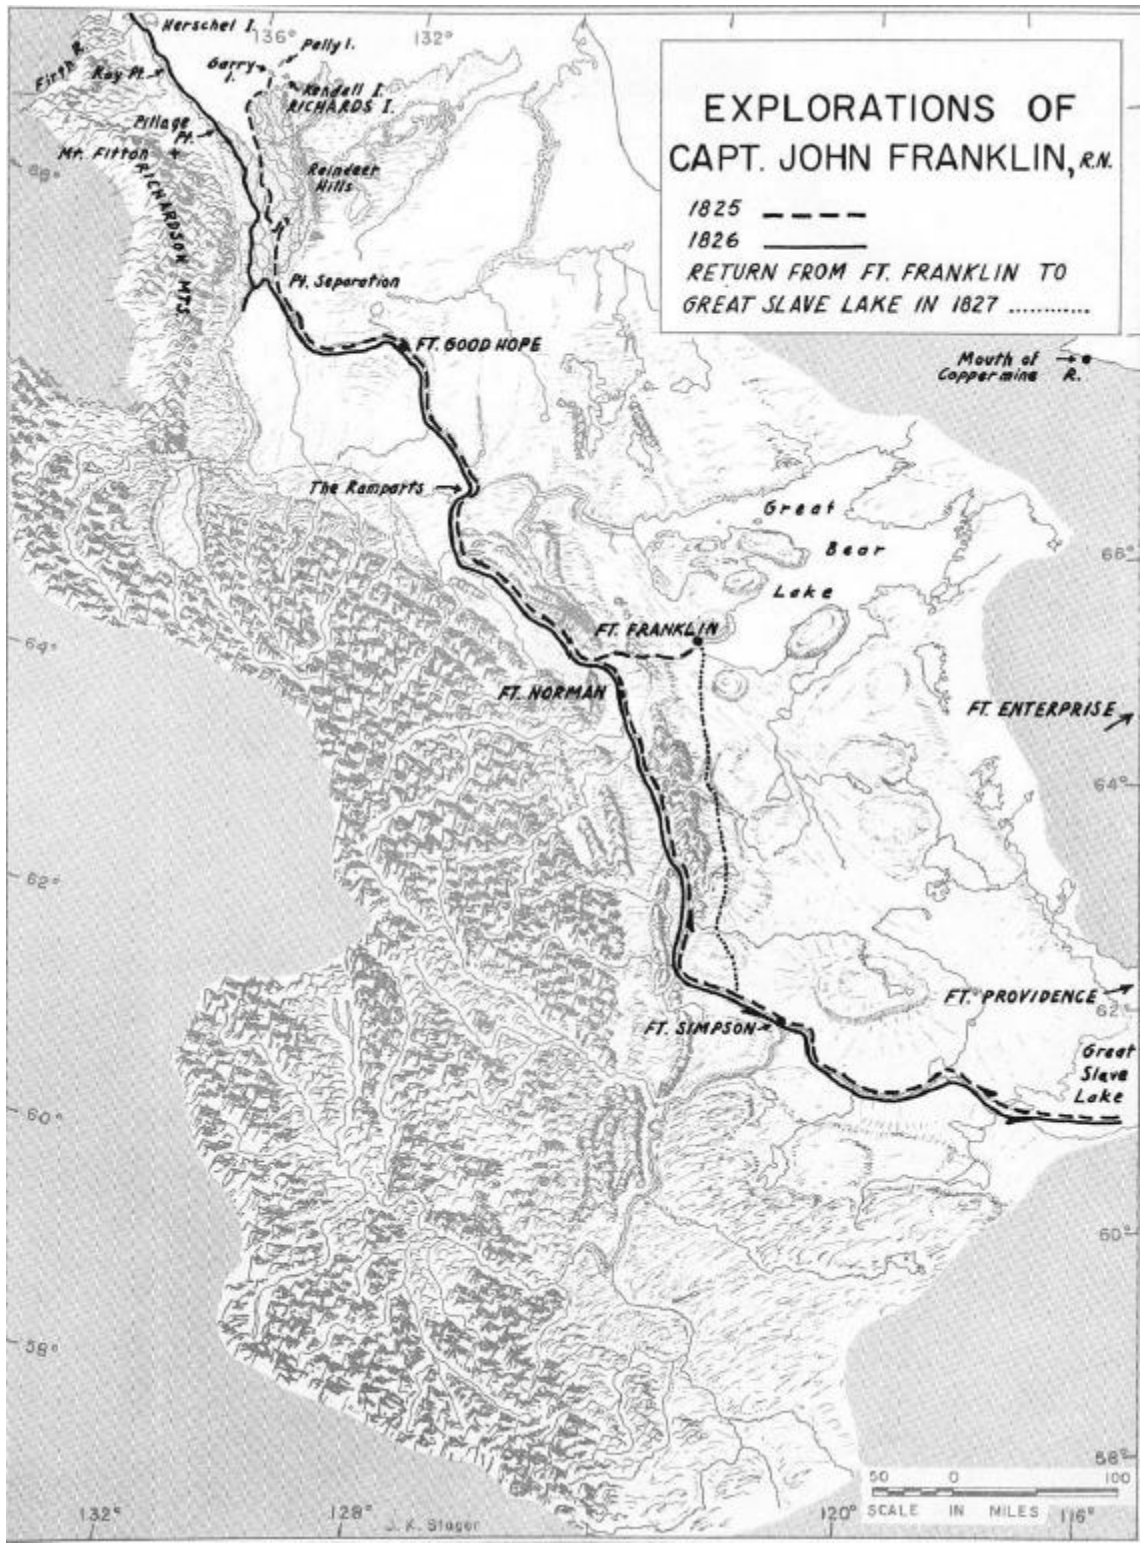 Herschel I.
136°
132°
Pelly I.
Garry I.
Firth R.
Kay Pt.
Kendall I.
RICHARDS I.
Pillage Pt.
Mt. Fitton
68°
Reindeer Hills
RICHARDSON MTS.
EXPLORATIONS OF
CAPT. JOHN FRANKLIN, R.N.
1825
1826
RETURN FROM FT. FRANKLIN TO
GREAT SLAVE LAKE IN 1827 ............
Pt. Separation
FT. GOOD HOPE
Mouth of
Coppermine R.
The Ramparts
Great
Bear
Lake
66°
FT. FRANKLIN
64°
FT. NORMAN
FT. ENTERPRISE
64°
62°
FT. PROVIDENCE
62°
FT. SIMPSON
Great
Slave
Lake
60°
60°
58°
58°
50 0 100
SCALE IN MILES
132°
128°
J. K. Stager
120°
116°